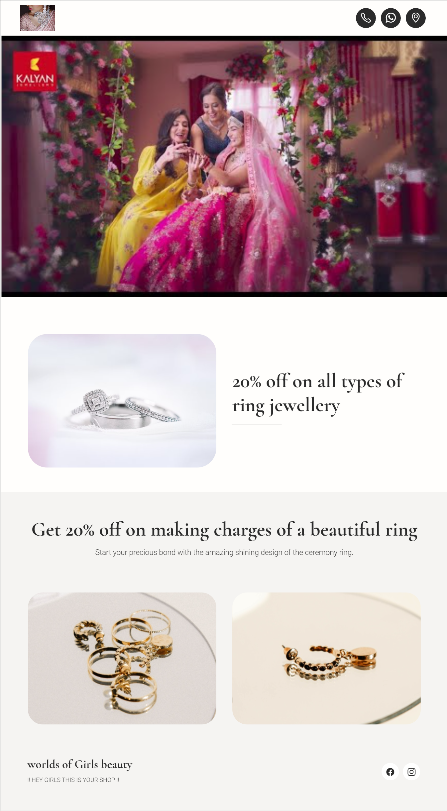 KALYAN
JEWELLERS
20% off on all types of
ring jewellery
Get 20% off on making charges of a beautiful ring
Start your precious bond with the amazing shining design of the ceremony ring.
worlds of Girls beauty
!! HEY GIRLS THIS IS YOUR SHOP !!